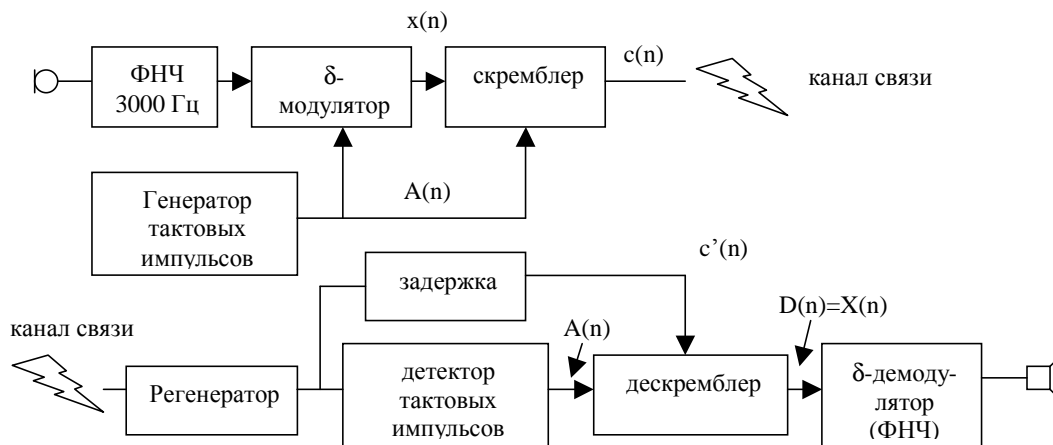 x(n)
c(n)
ФНЧ
3000 Гц
δ-
модулятор
скремблер
канал связи
Генератор
тактовых
импульсов
A(n)
задержка
c’(n)
канал связи
A(n)
D(n)=X(n)
Регенератор
детектор
тактовых
импульсов
дескремблер
δ-демоду-
лятор
(ФНЧ)